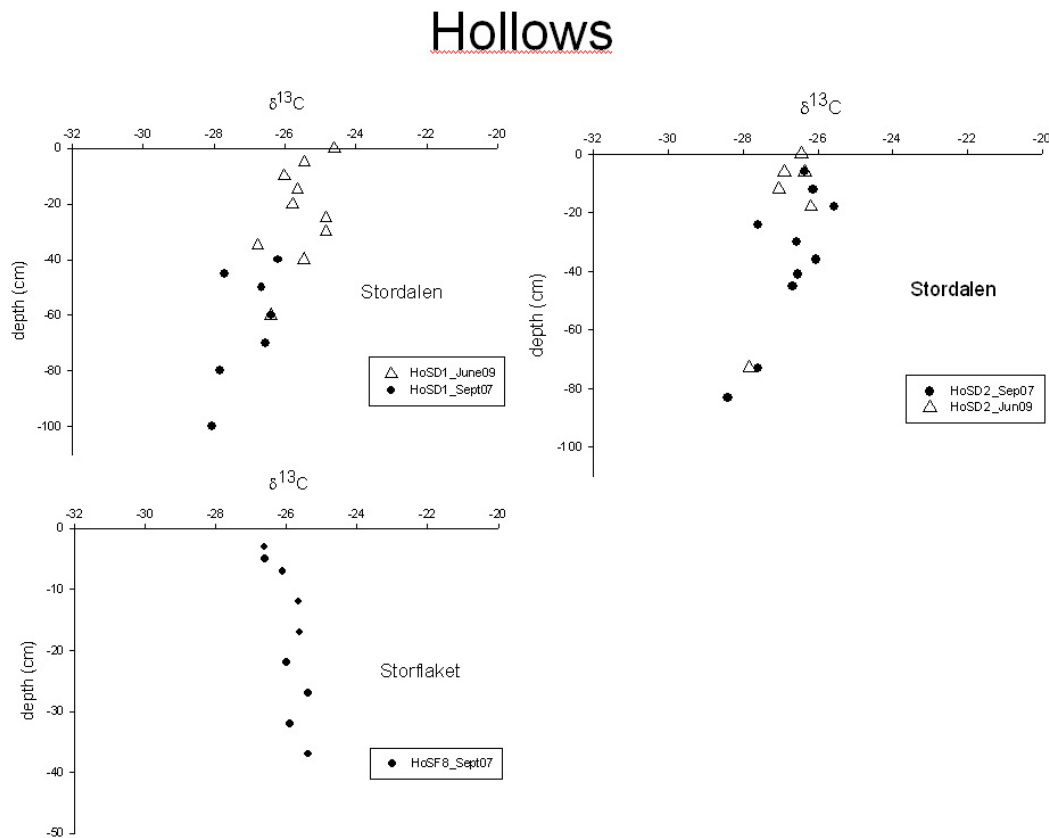 Hollows
δ13C
-32 -30 -28 -26 -24 -22 -20
0
-20
-40
-60
-80
-100
depth (cm)
Stordalen
HoSD1_June09
HoSD1_Sept07
δ13C
-32 -30 -28 -26 -24 -22 -20
0
-20
-40
-60
-80
-100
depth (cm)
Stordalen
HoSD2_Sep07
HoSD2_Jun09
δ13C
-32 -30 -28 -26 -24 -22 -20
0
-10
-20
-30
-40
-50
depth (cm)
Storflaket
HoSF8_Sept07